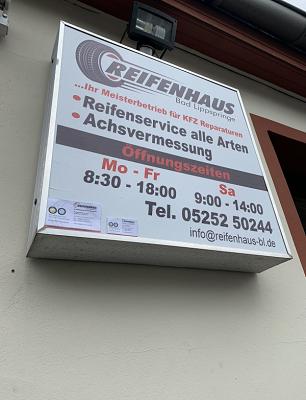 REIFENHAUS
Bad Lippspringe
...Ihr Meisterbetrieb für KFZ Reparaturen
• Reifenservice alle Arten
• Achsvermessung
Öffnungszeiten
Mo - Fr Sa
8:30 - 18:00 9:00 - 14:00
Tel. 05252 50244
info@reifenhaus-bl.de